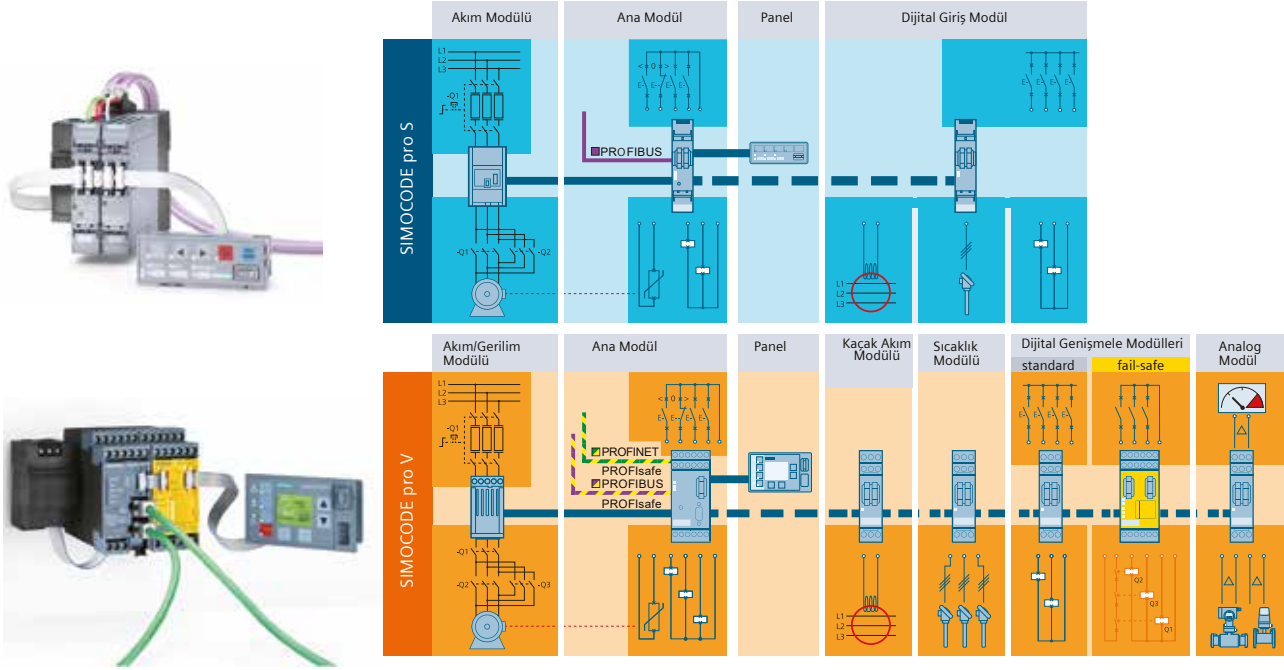 Akım Modülü
Ana Modül
Panel
Dijital Giriş Modül
SIMOCODE pro S
L1
L2
L3
-Q1
< 0 >
E-- E-- E- E-
E- E- E- E-
PROFIBUS
-Q1
-Q2
L1
L2
L3
Akım/Gerilim
Modülü
Ana Modül
Panel
Kaçak Akım
Modülü
Sıcaklık
Modülü
Dijital Genişmele Modülleri
standard
fail-safe
Analog
Modül
SIMOCODE pro V
L1
L2
L3
-Q1
< 0 >
E- E- E- E-
E- E- E- E-
PROFINET
PROFIsafe
PROFIBUS
PROFIsafe
-Q1
-Q2
-Q3
L1
L2
L3
Q2
Q3
Q1